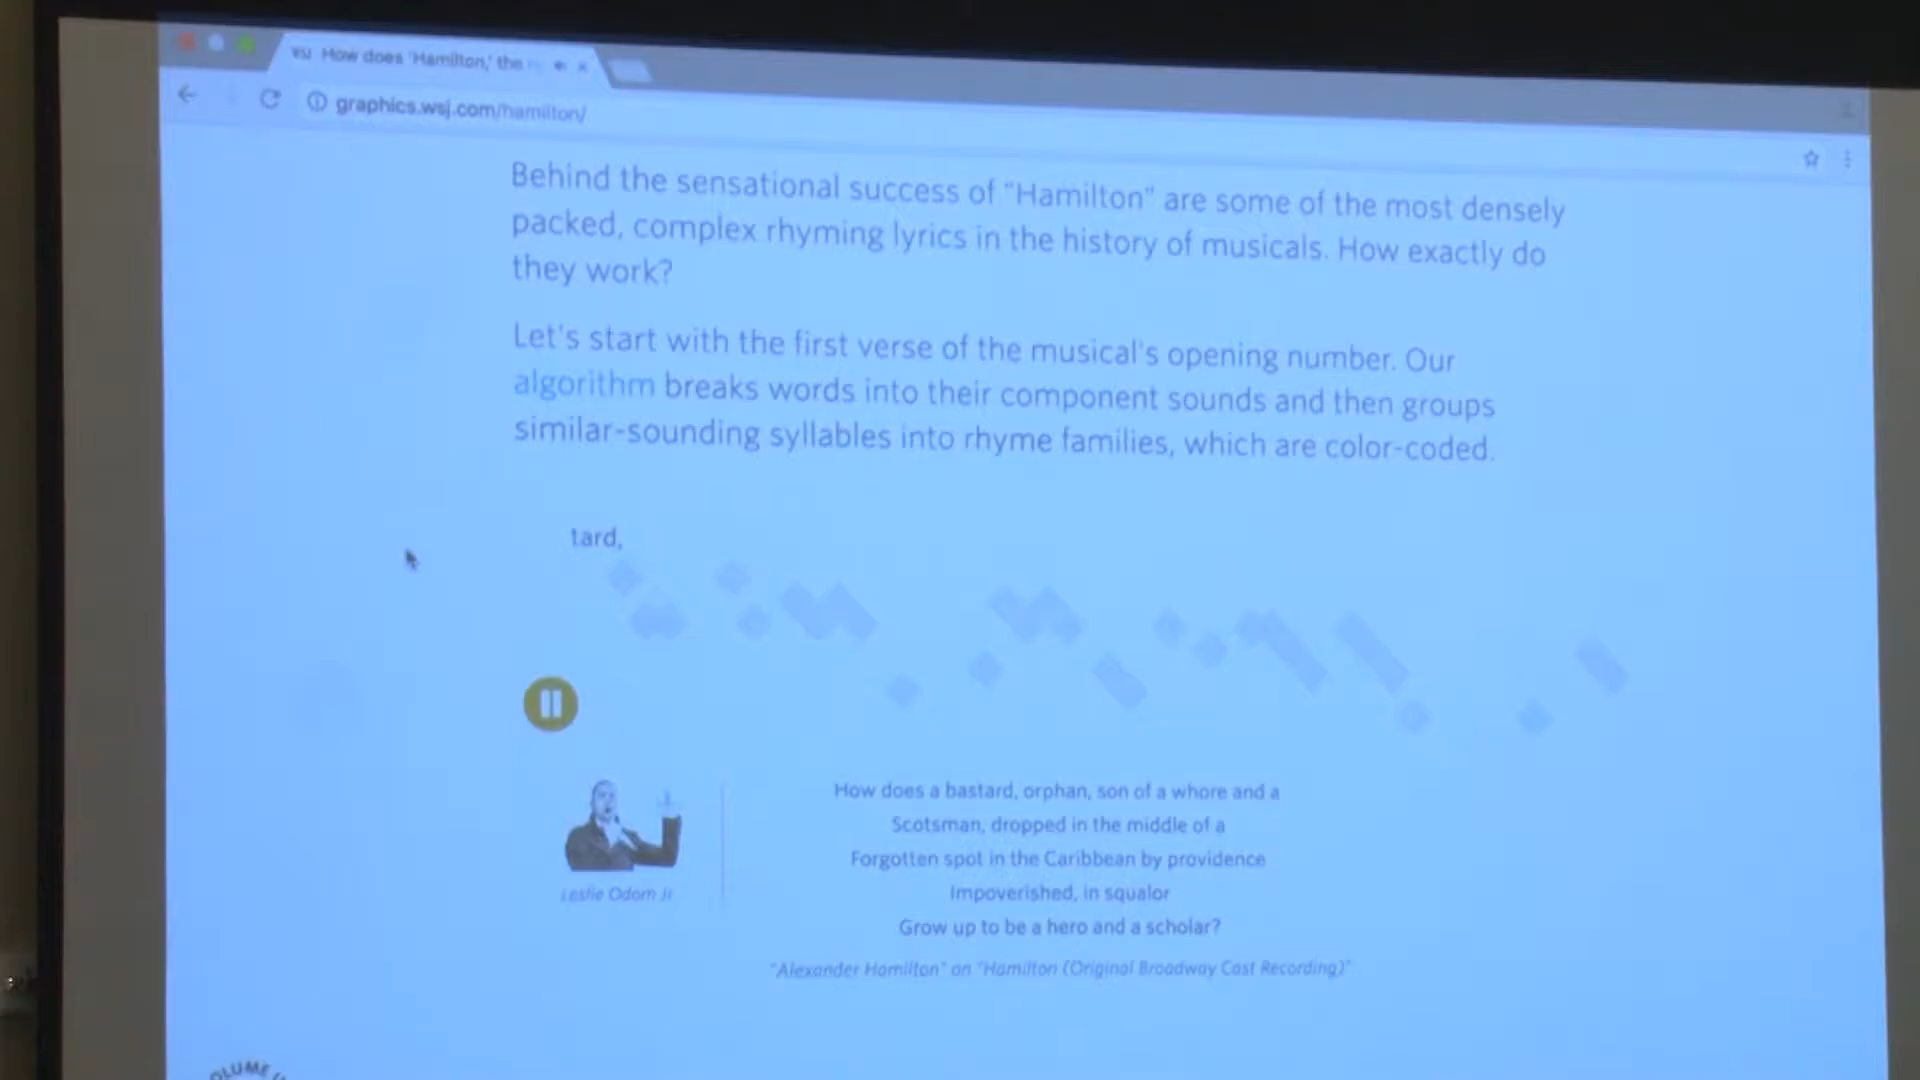 WSJ How does 'Hamilton,' the
graphics.wsj.com/hamilton/
Behind the sensational success of "Hamilton" are some of the most densely
packed, complex rhyming lyrics in the history of musicals. How exactly do
they work?
Let's start with the first verse of the musical's opening number. Our
algorithm breaks words into their component sounds and then groups
similar-sounding syllables into rhyme families, which are color-coded.
tard,
How does a bastard, orphan, son of a whore and a
Scotsman, dropped in the middle of a
Forgotten spot in the Caribbean by providence
Impoverished, in squalor
Leslie Odom Jr
Grow up to be a hero and a scholar?
"Alexander Hamilton" on "Hamilton (Original Broadway Cast Recording)"
OLUME